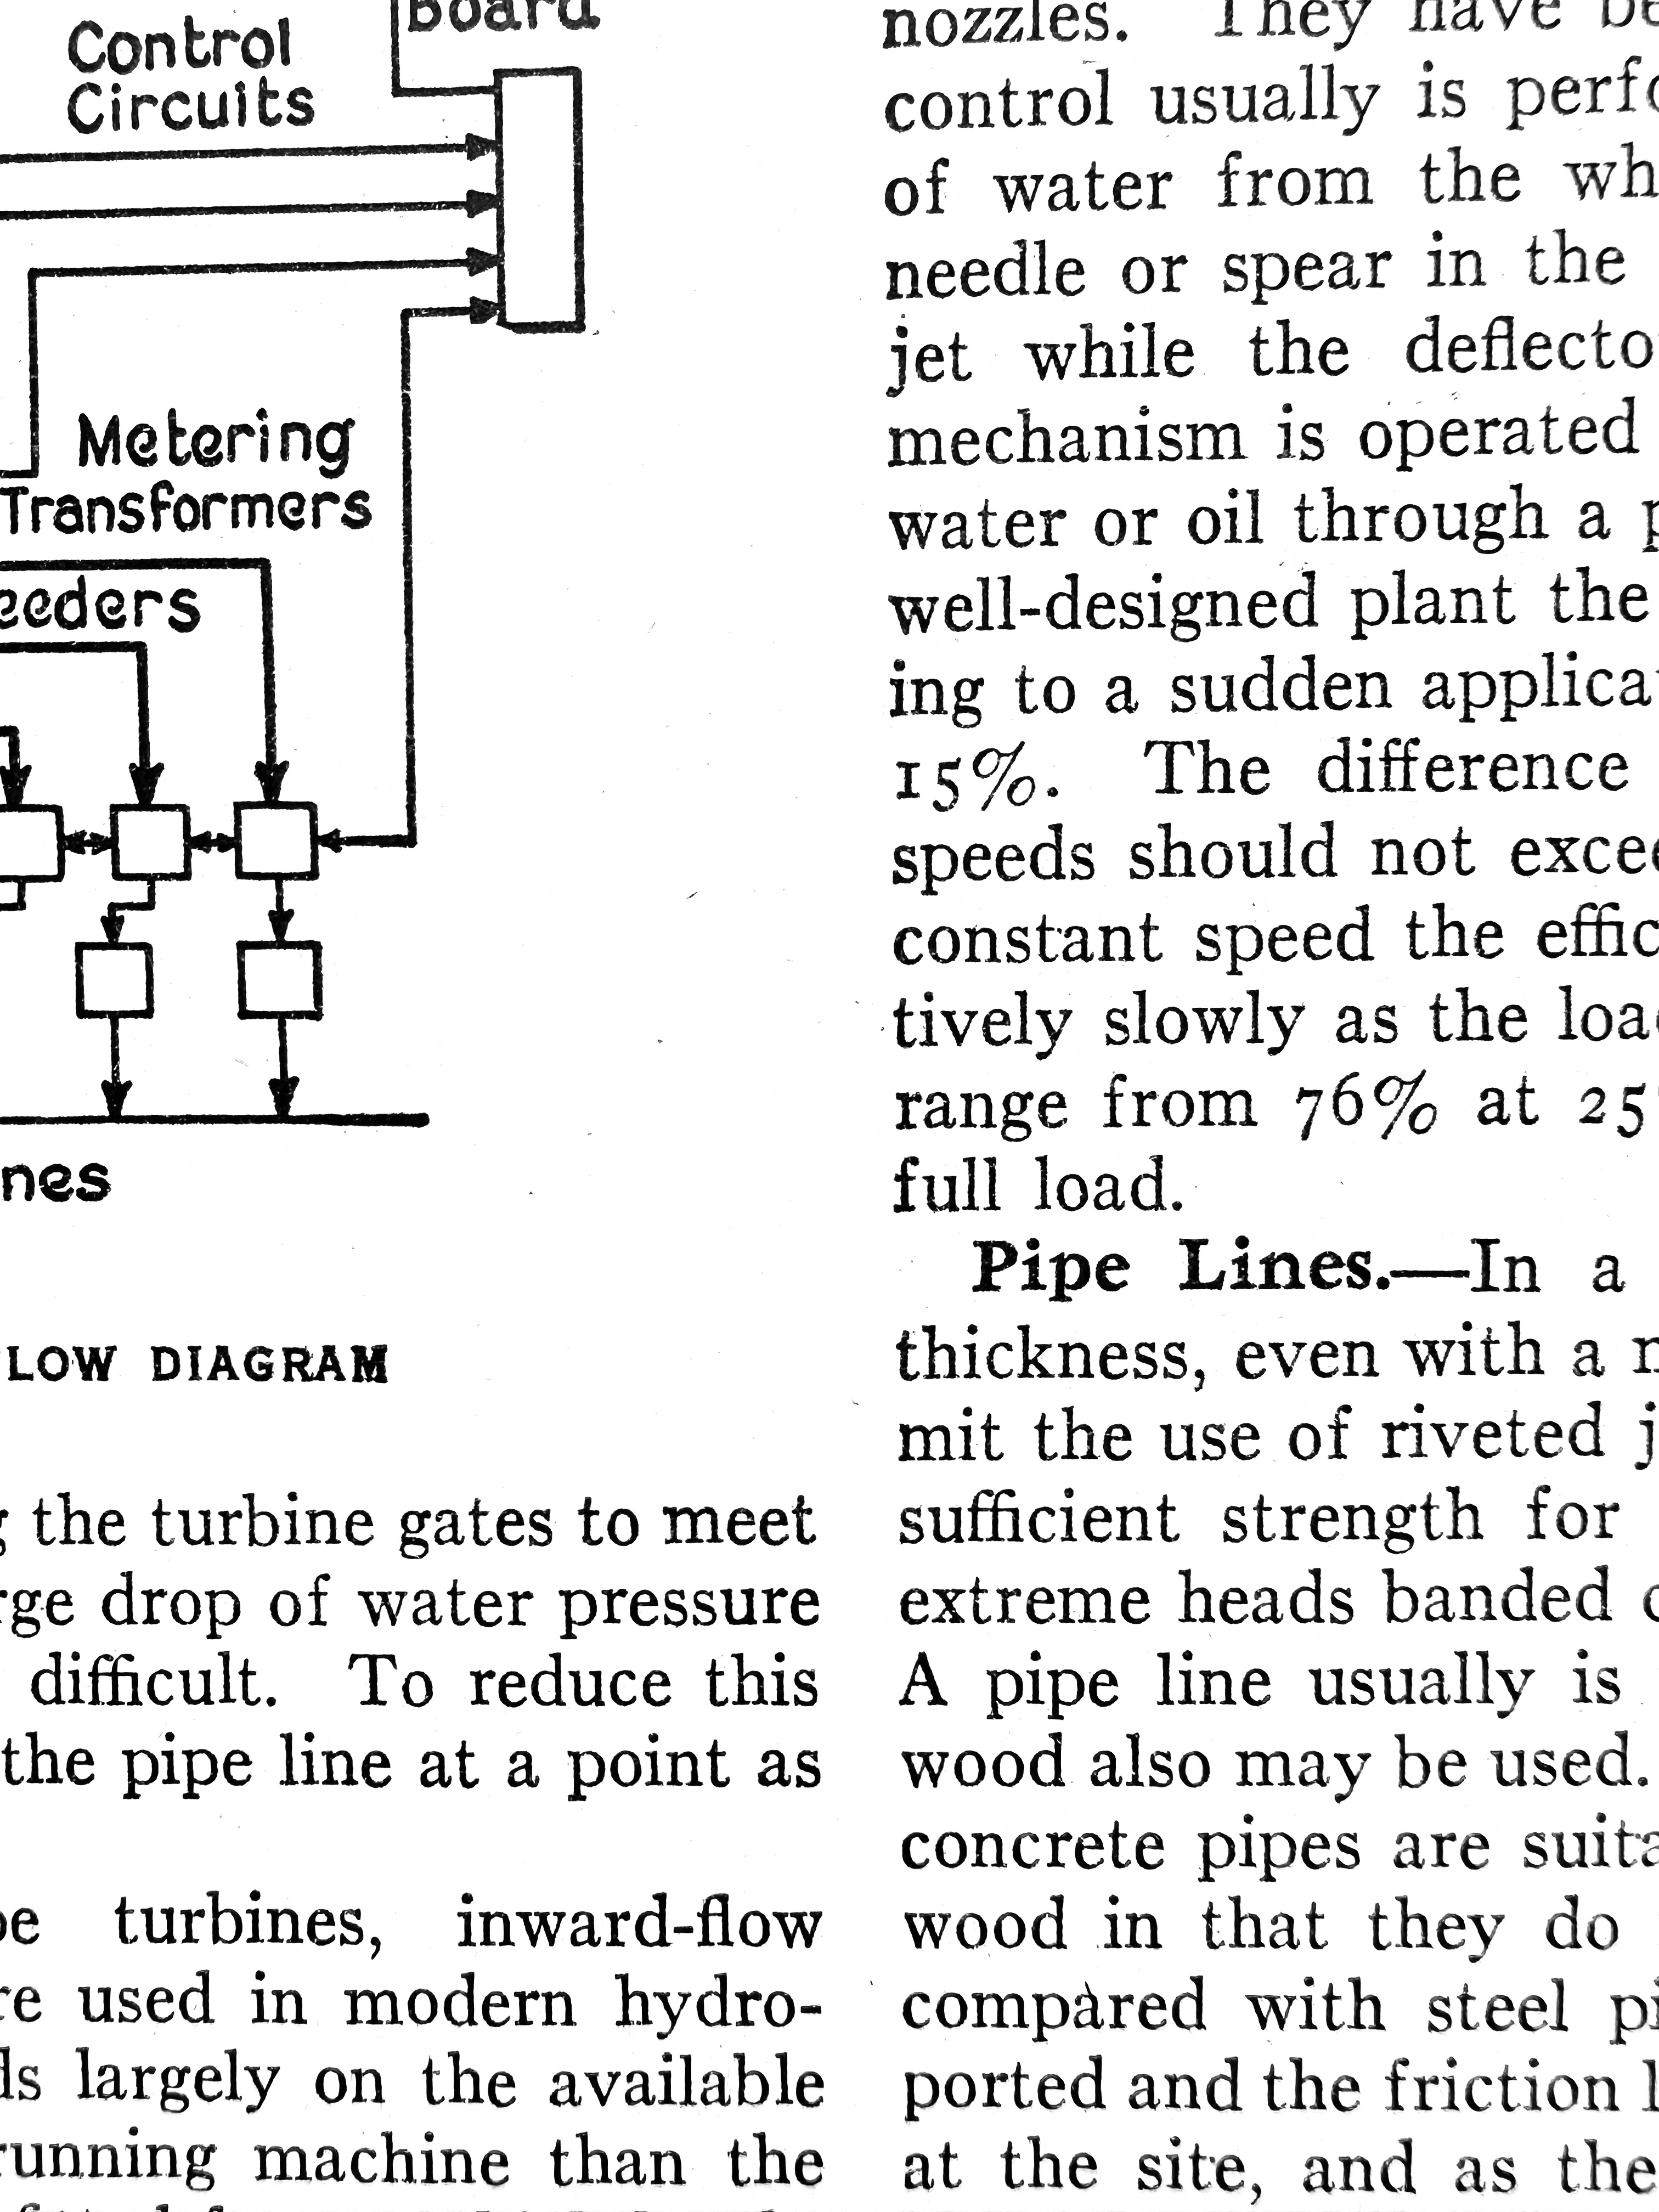 Board
Control
Circuits
Metering
Transformers
eeders
nes
LOW DIAGRAM
g the turbine gates to meet
rge drop of water pressure
difficult. To reduce this
the pipe line at a point as
pe turbines, inward-flow
re used in modern hydro-
ds largely on the available
running machine than the
nozzles. They have be
control usually is perfo
of water from the wh
needle or spear in the
jet while the deflecto
mechanism is operated
water or oil through a p
well-designed plant the
ing to a sudden applica
15%. The difference
speeds should not excee
constant speed the effic
tively slowly as the loa
range from 76% at 25
full load.
Pipe Lines.—In a
thickness, even with a
mit the use of riveted j
sufficient strength for
extreme heads banded
A pipe line usually is
wood also may be used.
concrete pipes are suita
wood in that they do
compared with steel pi
ported and the friction l
at the site, and as the